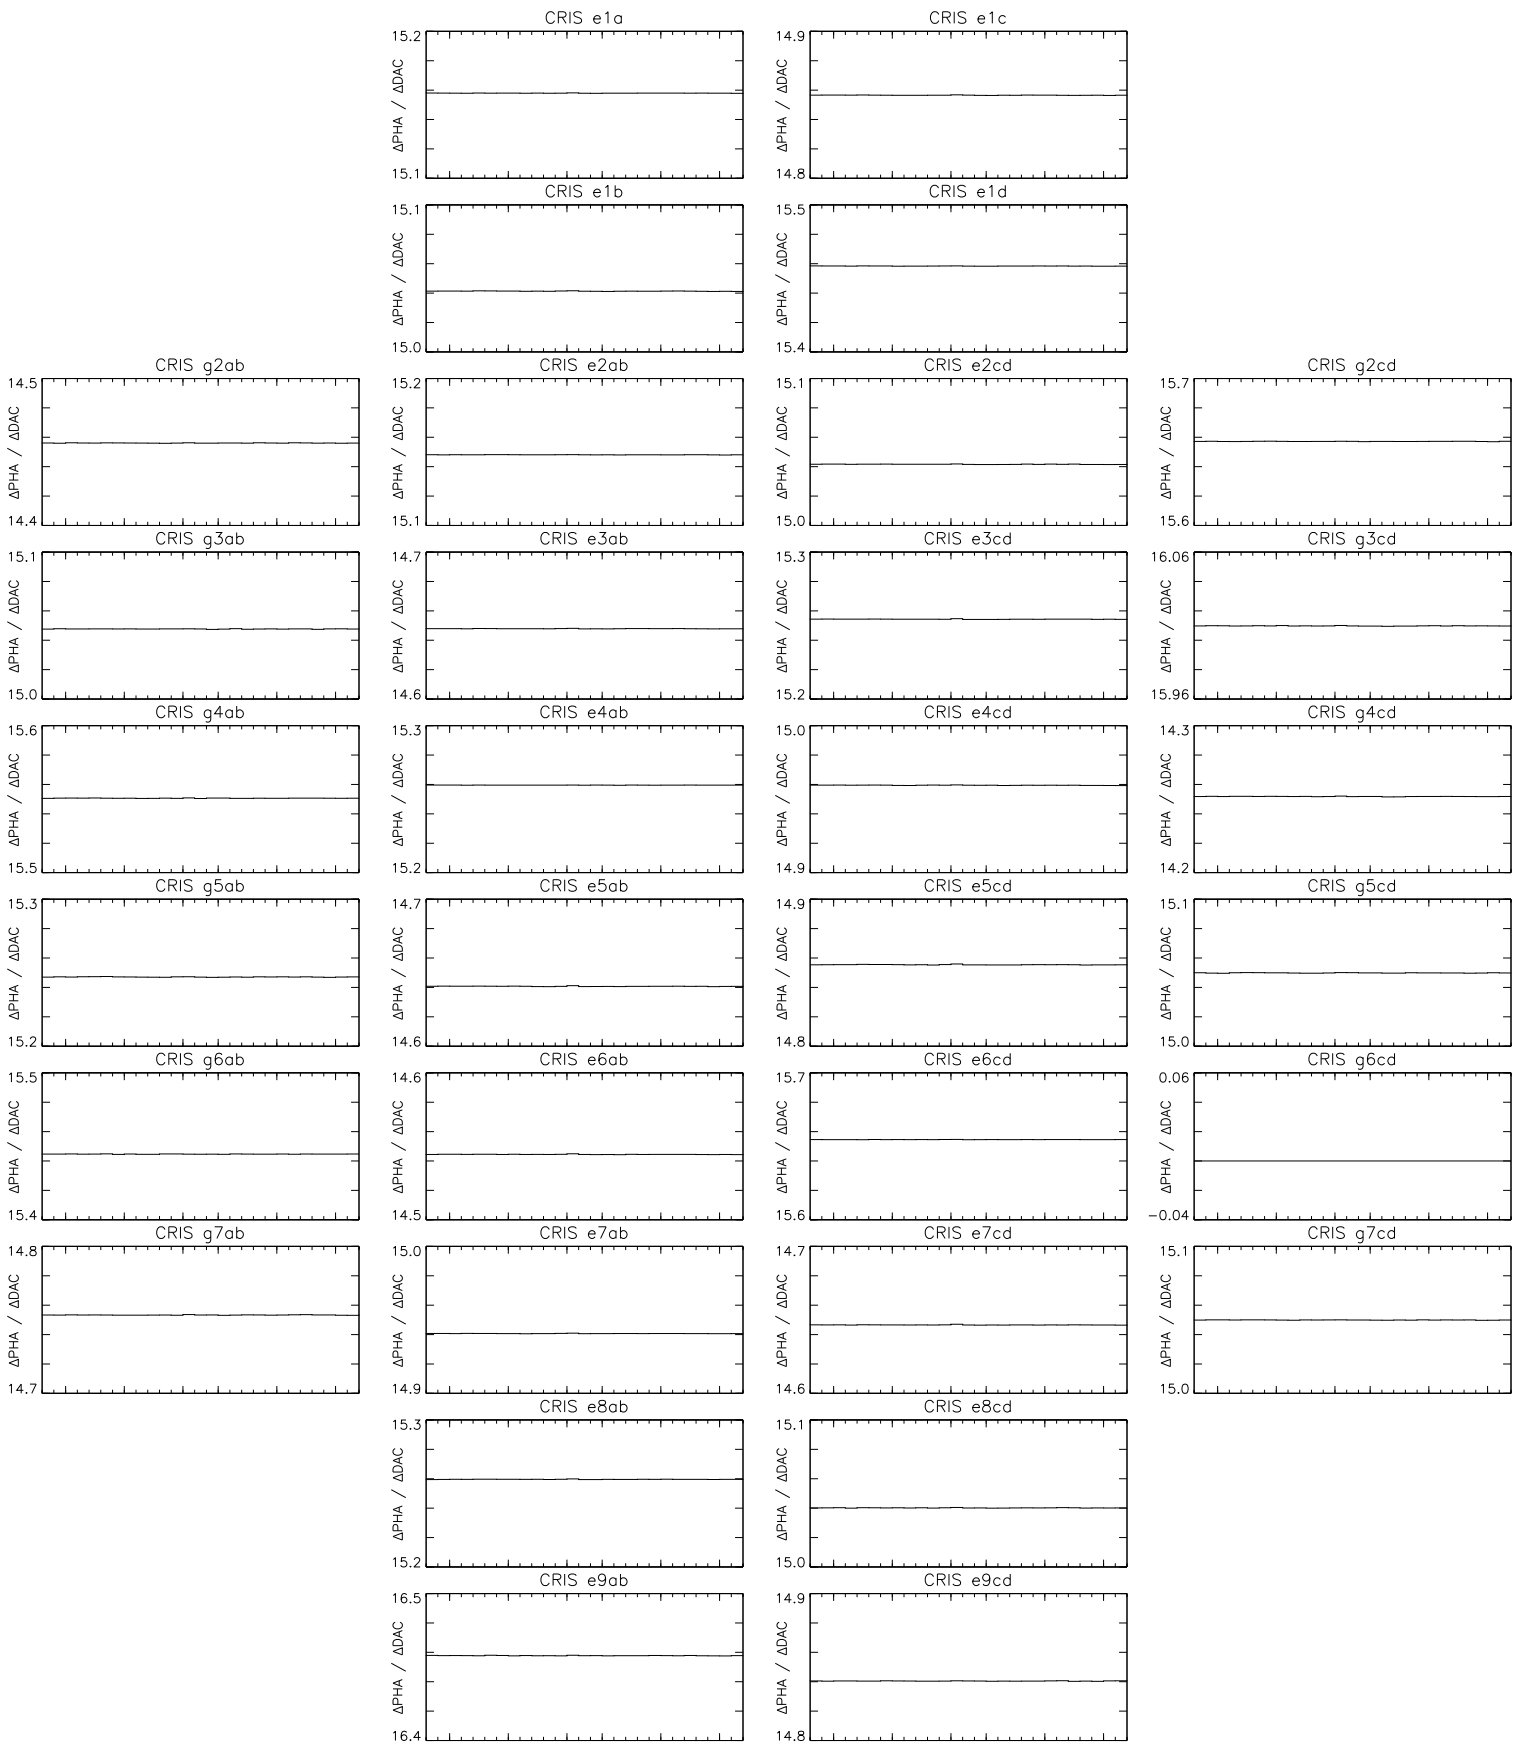 CRIS e1a
15.2
ΔPHA / ΔDAC
15.1
CRIS e1c
14.9
ΔPHA / ΔDAC
14.8
CRIS e1b
15.1
ΔPHA / ΔDAC
15.0
CRIS e1d
15.5
ΔPHA / ΔDAC
15.4
CRIS g2ab
14.5
ΔPHA / ΔDAC
14.4
CRIS e2ab
15.2
ΔPHA / ΔDAC
15.1
CRIS e2cd
15.1
ΔPHA / ΔDAC
15.0
CRIS g2cd
15.7
ΔPHA / ΔDAC
15.6
CRIS g3ab
15.1
ΔPHA / ΔDAC
15.0
CRIS e3ab
14.7
ΔPHA / ΔDAC
14.6
CRIS e3cd
15.3
ΔPHA / ΔDAC
15.2
CRIS g3cd
16.06
ΔPHA / ΔDAC
15.96
CRIS g4ab
15.6
ΔPHA / ΔDAC
15.5
CRIS e4ab
15.3
ΔPHA / ΔDAC
15.2
CRIS e4cd
15.0
ΔPHA / ΔDAC
14.9
CRIS g4cd
14.3
ΔPHA / ΔDAC
14.2
CRIS g5ab
15.3
ΔPHA / ΔDAC
15.2
CRIS e5ab
14.7
ΔPHA / ΔDAC
14.6
CRIS e5cd
14.9
ΔPHA / ΔDAC
14.8
CRIS g5cd
15.1
ΔPHA / ΔDAC
15.0
CRIS g6ab
15.5
ΔPHA / ΔDAC
15.4
CRIS e6ab
14.6
ΔPHA / ΔDAC
14.5
CRIS e6cd
15.7
ΔPHA / ΔDAC
15.6
CRIS g6cd
0.06
ΔPHA / ΔDAC
−0.04
CRIS g7ab
14.8
ΔPHA / ΔDAC
14.7
CRIS e7ab
15.0
ΔPHA / ΔDAC
14.9
CRIS e7cd
14.7
ΔPHA / ΔDAC
14.6
CRIS g7cd
15.1
ΔPHA / ΔDAC
15.0
CRIS e8ab
15.3
ΔPHA / ΔDAC
15.2
CRIS e8cd
15.1
ΔPHA / ΔDAC
15.0
CRIS e9ab
16.5
ΔPHA / ΔDAC
16.4
CRIS e9cd
14.9
ΔPHA / ΔDAC
14.8